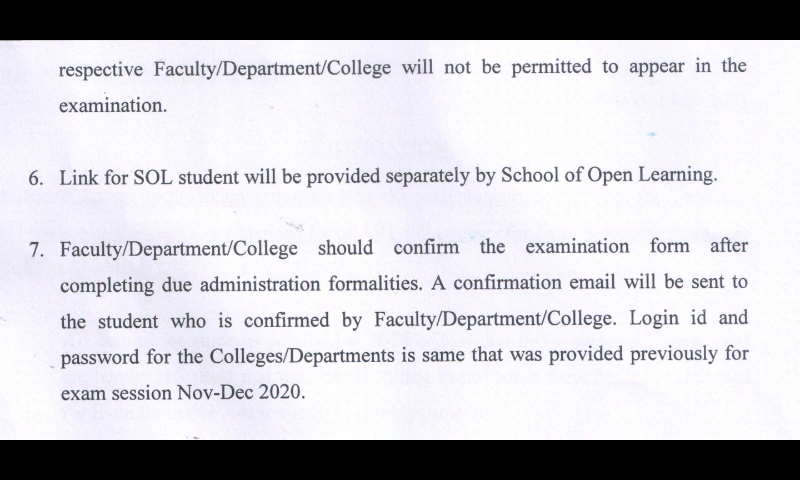 respective Faculty/Department/College will not be permitted to appear in the
examination.
6. Link for SOL student will be provided separately by School of Open Learning.
7. Faculty/Department/College should confirm the examination form after
completing due administration formalities. A confirmation email will be sent to
the student who is confirmed by Faculty/Department/College. Login id and
password for the Colleges/Departments is same that was provided previously for
exam session Nov-Dec 2020.